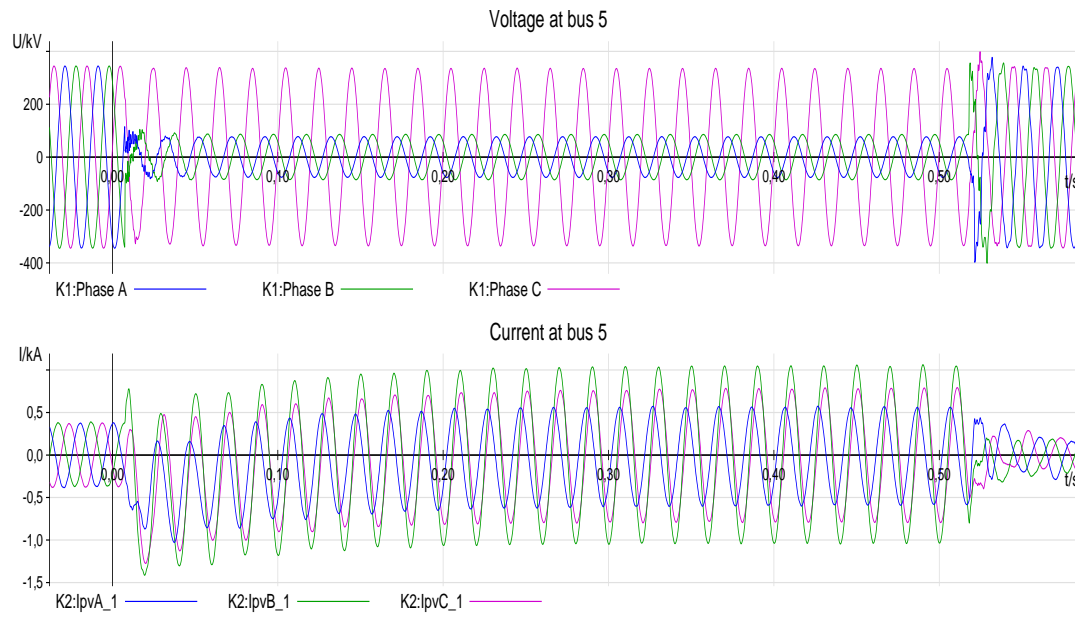 Voltage at bus 5
U/kV
200
0
-200
-400
0,00 0,10 0,20 0,30 0,40 0,50 t/s
K1:Phase A K1:Phase B K1:Phase C
Current at bus 5
I/kA
0,5
0,0
-0,5
-1,0
-1,5
0,00 0,10 0,20 0,30 0,40 0,50 t/s
K2:IpvA_1 K2:IpvB_1 K2:IpvC_1